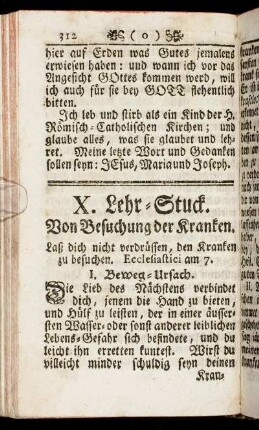 312 ( o )
hier auf Erden was Gutes jemalens
erwiesen haben: und wann ich vor das
Angesicht GOttes kommen werd, will
ich auch für sie bey GOTT flehentlich
bitten.
Ich leb und stirb als ein Kind der H.
Römisch-Catholischen Kirchen; und
glaube alles, was sie glaubet und leh-
ret. Meine letzte Wort und Gedanken
sollen seyn: JEsus, Maria und Joseph.
X. Lehr-Stuck.
Von Besuchung der Kranken.
Laß dich nicht verdrüssen, den Kranken
zu besuchen. Ecclesiastici am 7.
I. Beweg-Ursach.
Die Lieb des Nächstens verbindet
dich, jenem die Hand zu bieten,
und Hülf zu leisten, der in einer äusser-
sten Wasser- oder sonst anderer leiblichen
Lebens-Gefahr sich befindete, und du
leicht ihn erretten kuntest. Wirst du
vileicht minder schuldig seyn deinen
Kran-